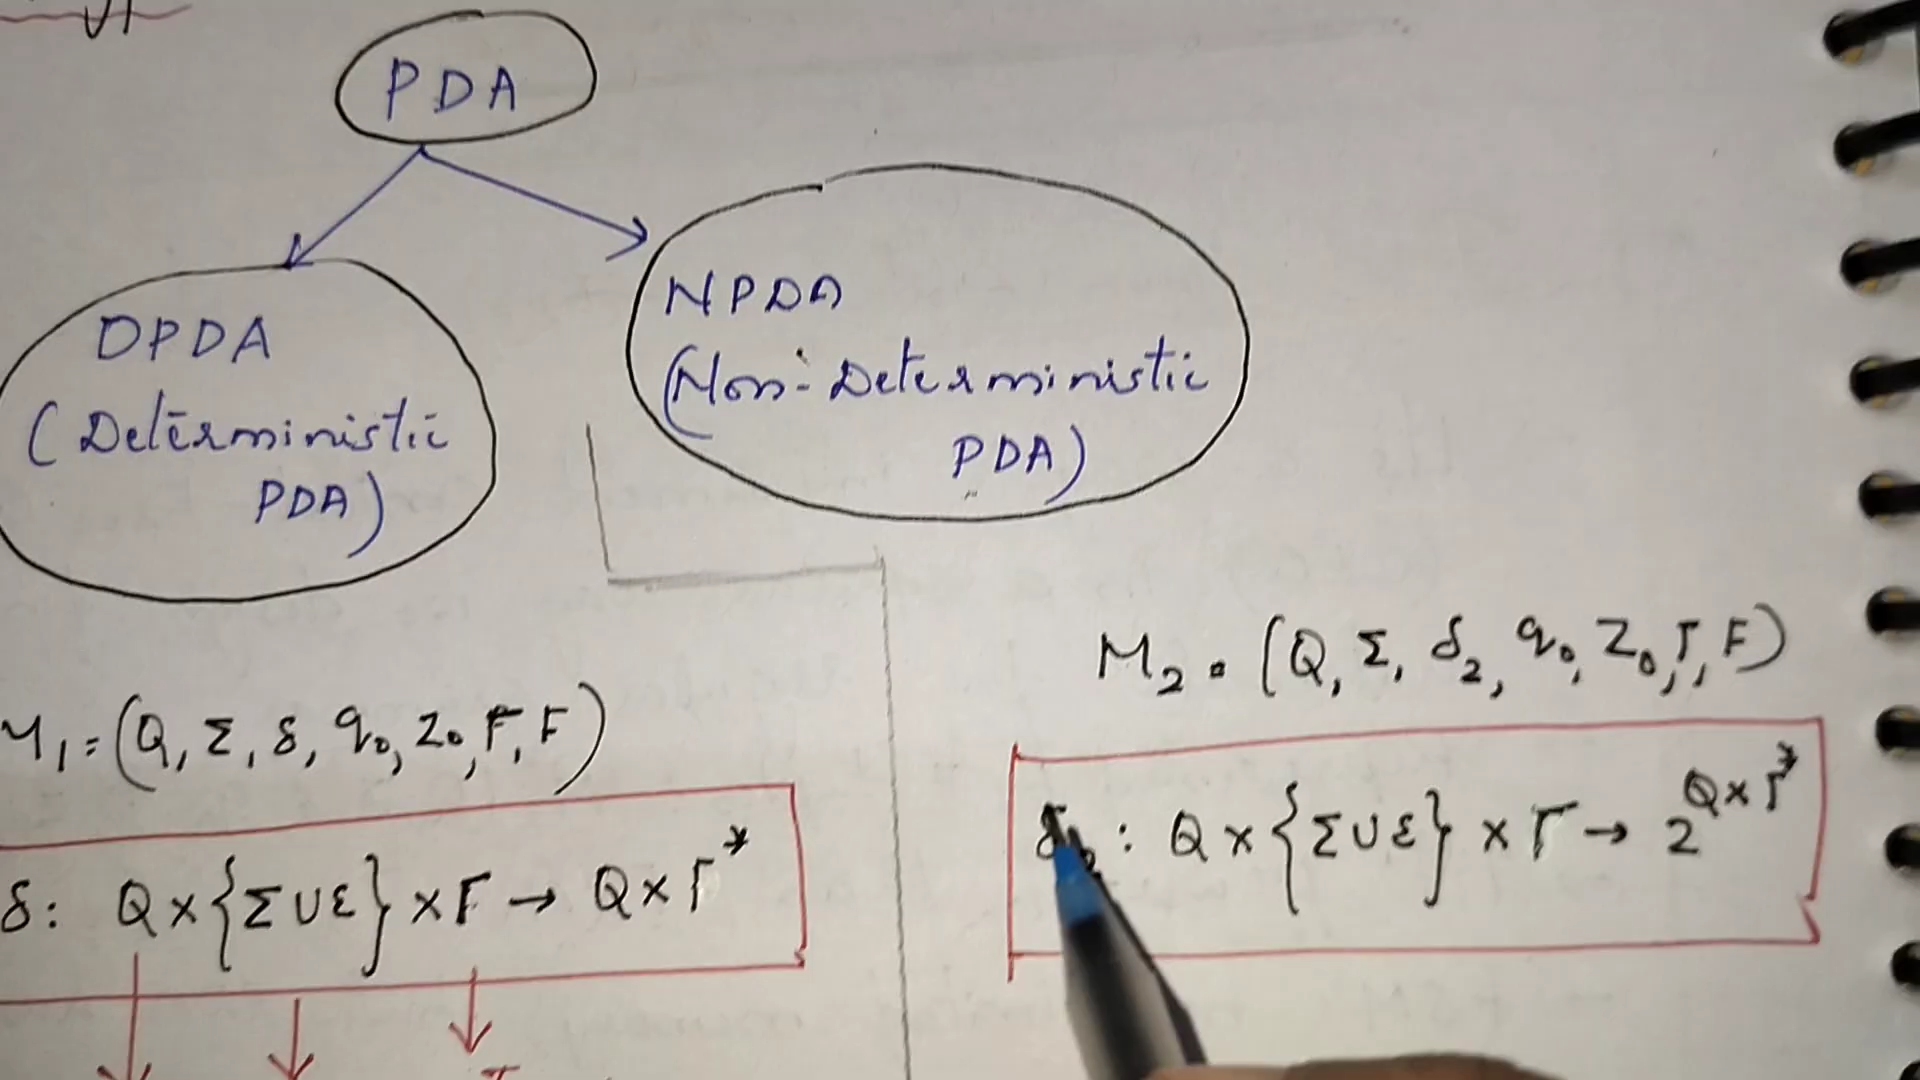 PDA
DPDA
(Deterministic
PDA)
NPDA
(Non-Deterministic
PDA)
M₁ = (Q, Σ, δ, q₀, Z₀, Γ, F)
δ: Q × {Σ ∪ ε} × Γ → Q × Γ*
M₂ = (Q, Σ, δ₂, q₀, Z₀, Γ, F)
δ₂ : Q × {Σ ∪ ε} × Γ → 2^(Q × Γ*)